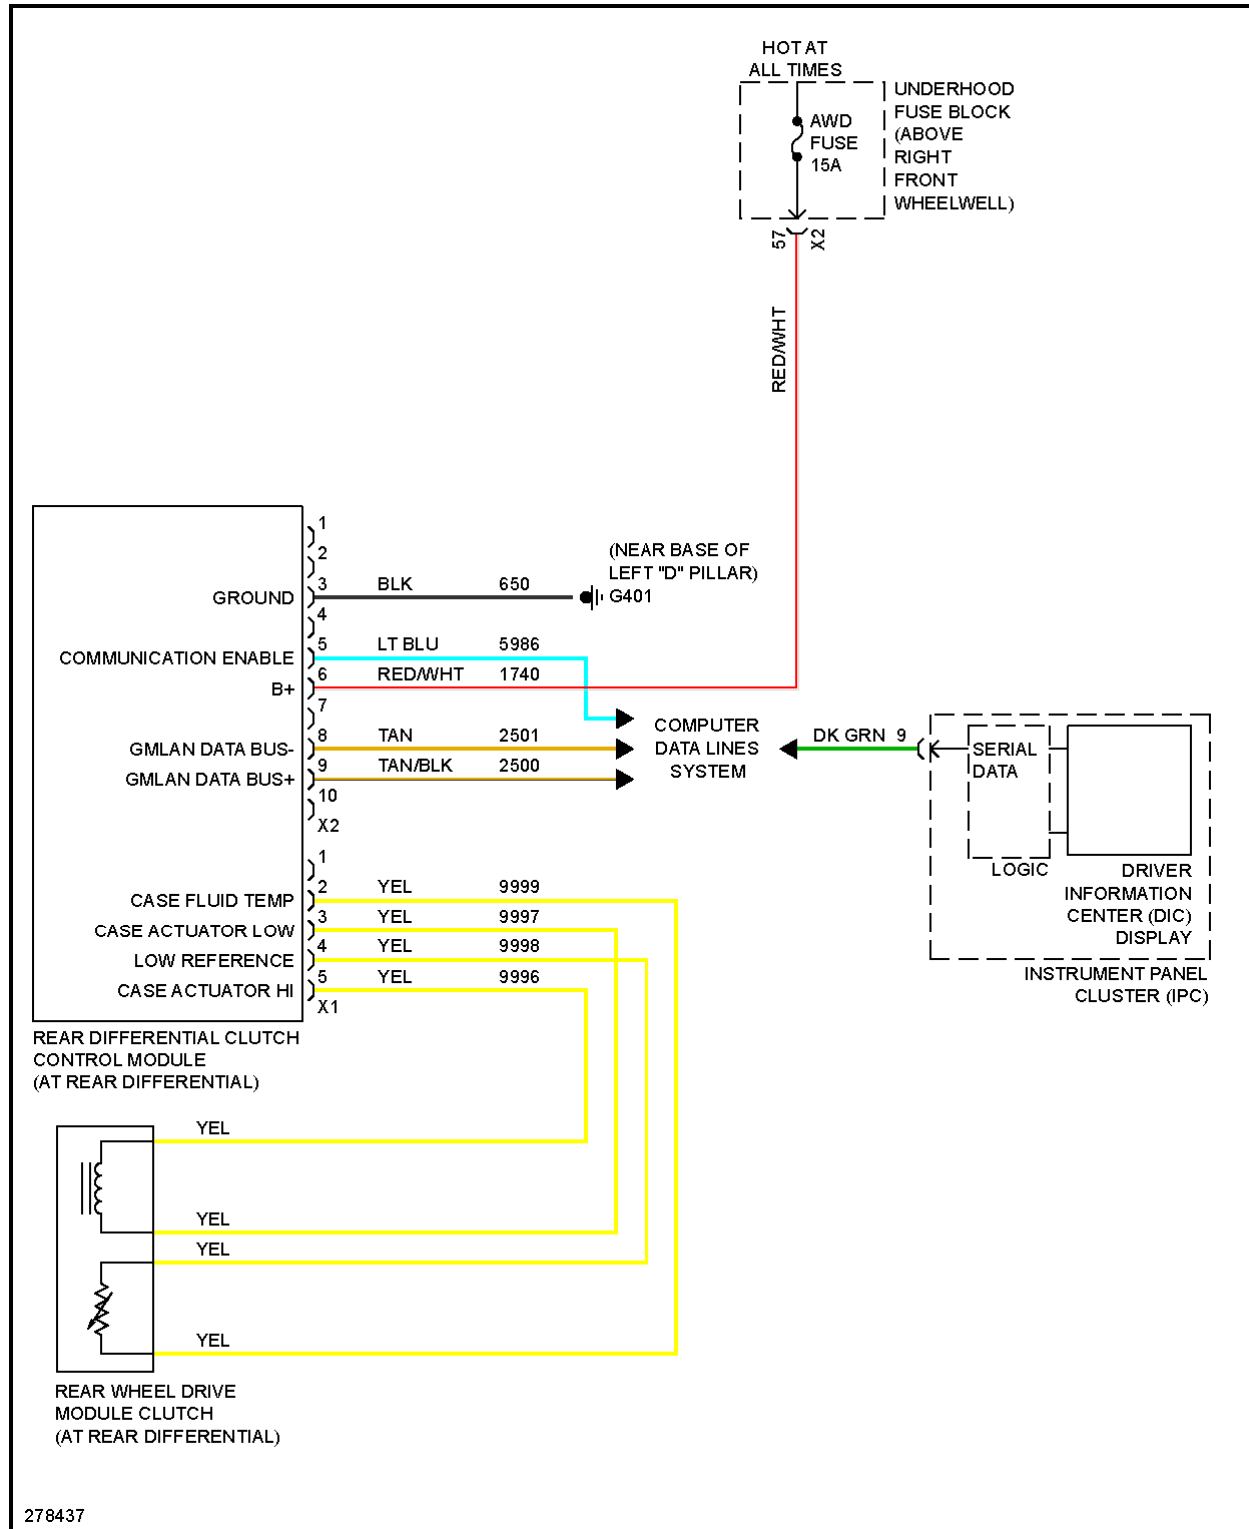 HOT AT
ALL TIMES
AWD
FUSE
15A
UNDERHOOD
FUSE BLOCK
(ABOVE
RIGHT
FRONT
WHEELWELL)
57
X2
RED/WHT
1
2
GROUND 3 BLK 650
(NEAR BASE OF
LEFT "D" PILLAR)
G401
4
COMMUNICATION ENABLE 5 LT BLU 5986
B+ 6 RED/WHT 1740
7
GMLAN DATA BUS- 8 TAN 2501
GMLAN DATA BUS+ 9 TAN/BLK 2500
10
X2
COMPUTER
DATA LINES
SYSTEM
DK GRN 9
SERIAL
DATA
LOGIC
DRIVER
INFORMATION
CENTER (DIC)
DISPLAY
INSTRUMENT PANEL
CLUSTER (IPC)
1
CASE FLUID TEMP 2 YEL 9999
CASE ACTUATOR LOW 3 YEL 9997
LOW REFERENCE 4 YEL 9998
CASE ACTUATOR HI 5 YEL 9996
X1
REAR DIFFERENTIAL CLUTCH
CONTROL MODULE
(AT REAR DIFFERENTIAL)
YEL
YEL
YEL
YEL
REAR WHEEL DRIVE
MODULE CLUTCH
(AT REAR DIFFERENTIAL)
278437